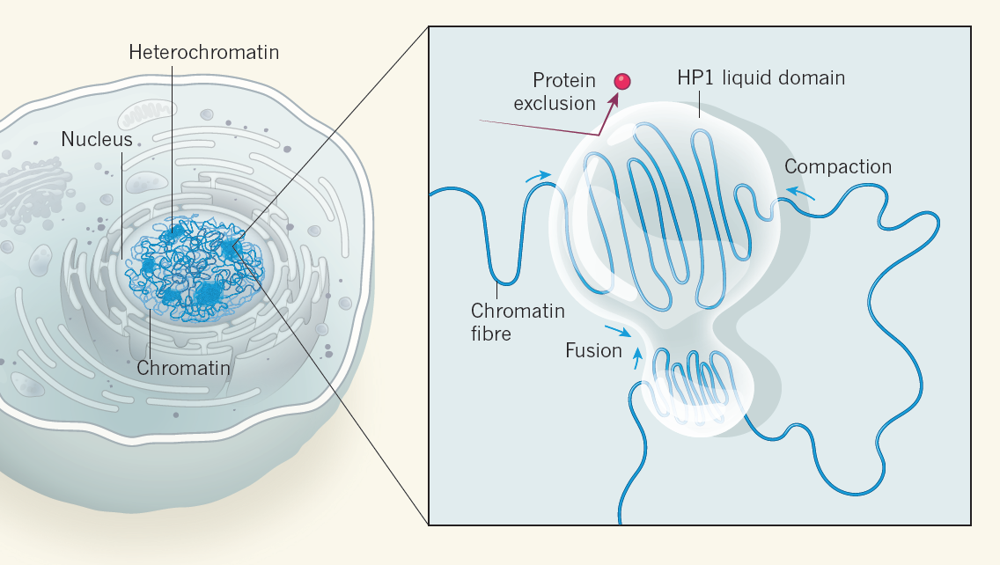 Heterochromatin
Nucleus
Chromatin
Protein
exclusion
HP1 liquid domain
Compaction
Chromatin
fibre
Fusion